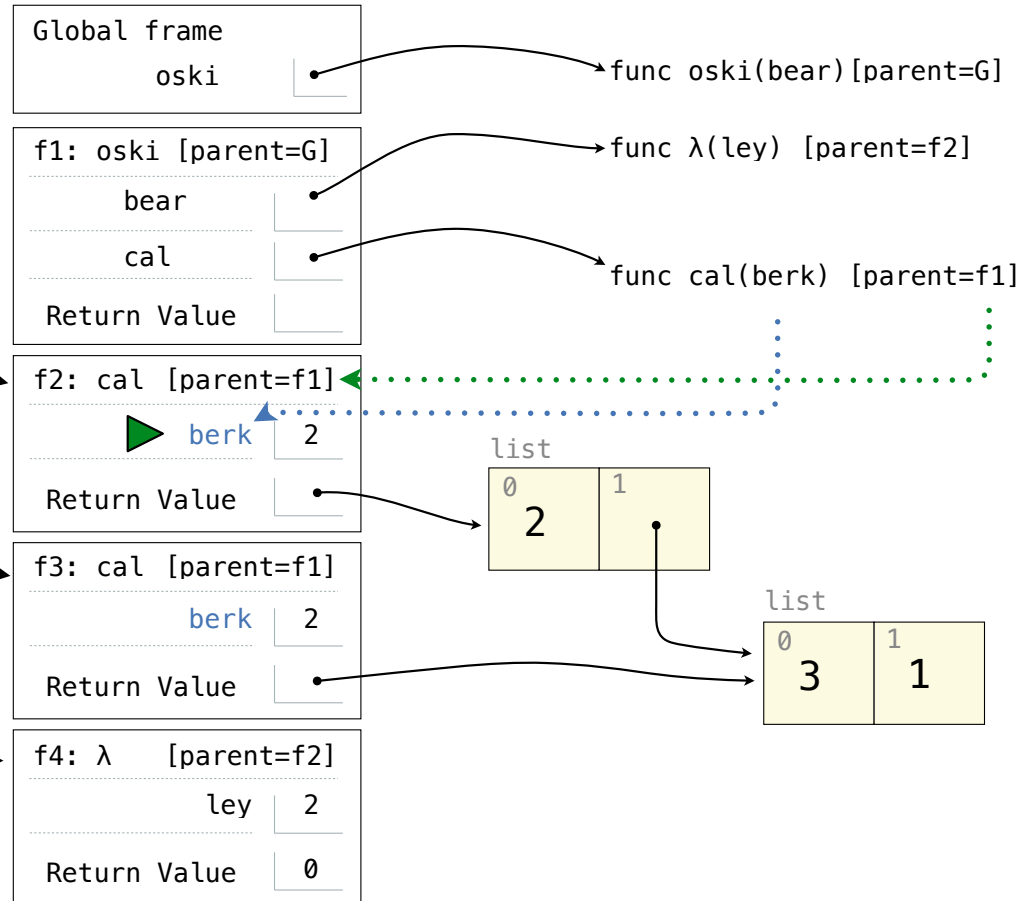 Global frame
oski
func oski(bear)[parent=G]
f1: oski [parent=G]
func λ(ley) [parent=f2]
bear
cal
func cal(berk) [parent=f1]
Return Value
f2: cal [parent=f1]
berk 2
list
0 1
2
Return Value
f3: cal [parent=f1]
berk 2
list
0 1
3 1
Return Value
f4: λ [parent=f2]
ley 2
Return Value 0